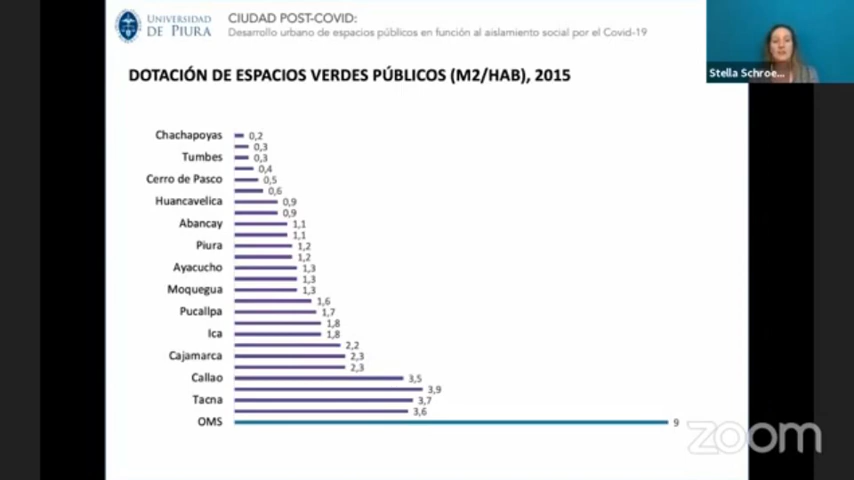 UNIVERSIDAD
DE PIURA
CIUDAD POST-COVID:
Desarrollo urbano de espacios públicos en función al aislamiento social por el Covid-19
Stella Schroe...
DOTACIÓN DE ESPACIOS VERDES PÚBLICOS (M2/HAB), 2015
Chachapoyas 0,2
0,3
Tumbes 0,3
0,4
Cerro de Pasco 0,5
0,6
Huancavelica 0,9
0,9
Abancay 1,1
1,1
Piura 1,2
1,2
Ayacucho 1,3
1,3
Moquegua 1,3
1,6
Pucallpa 1,7
1,8
Ica 1,8
2,2
Cajamarca 2,3
2,3
Callao 3,5
3,9
Tacna 3,7
3,6
OMS 9
zoom